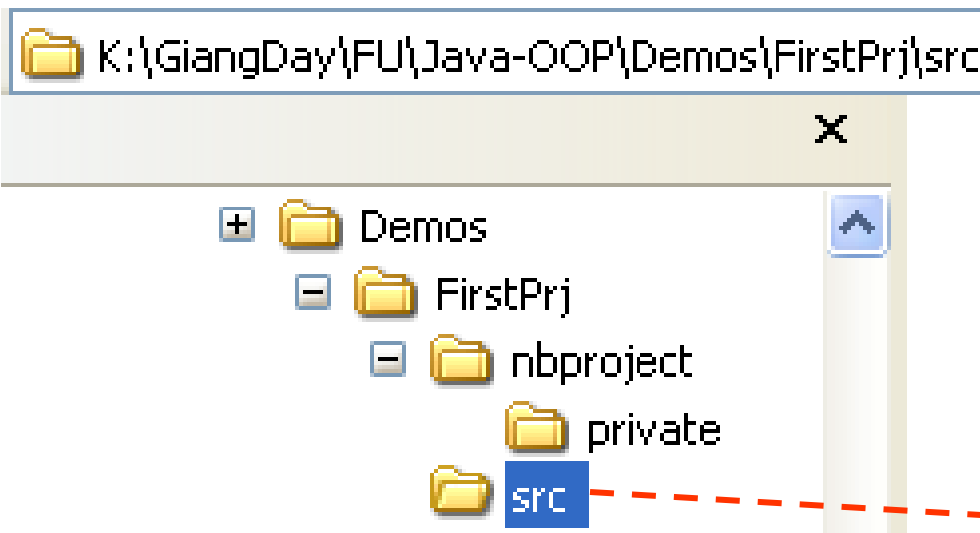 K:\GiangDay\FU\Java-OOP\Demos\FirstPrj\src
Demos
FirstPrj
nbproject
private
src